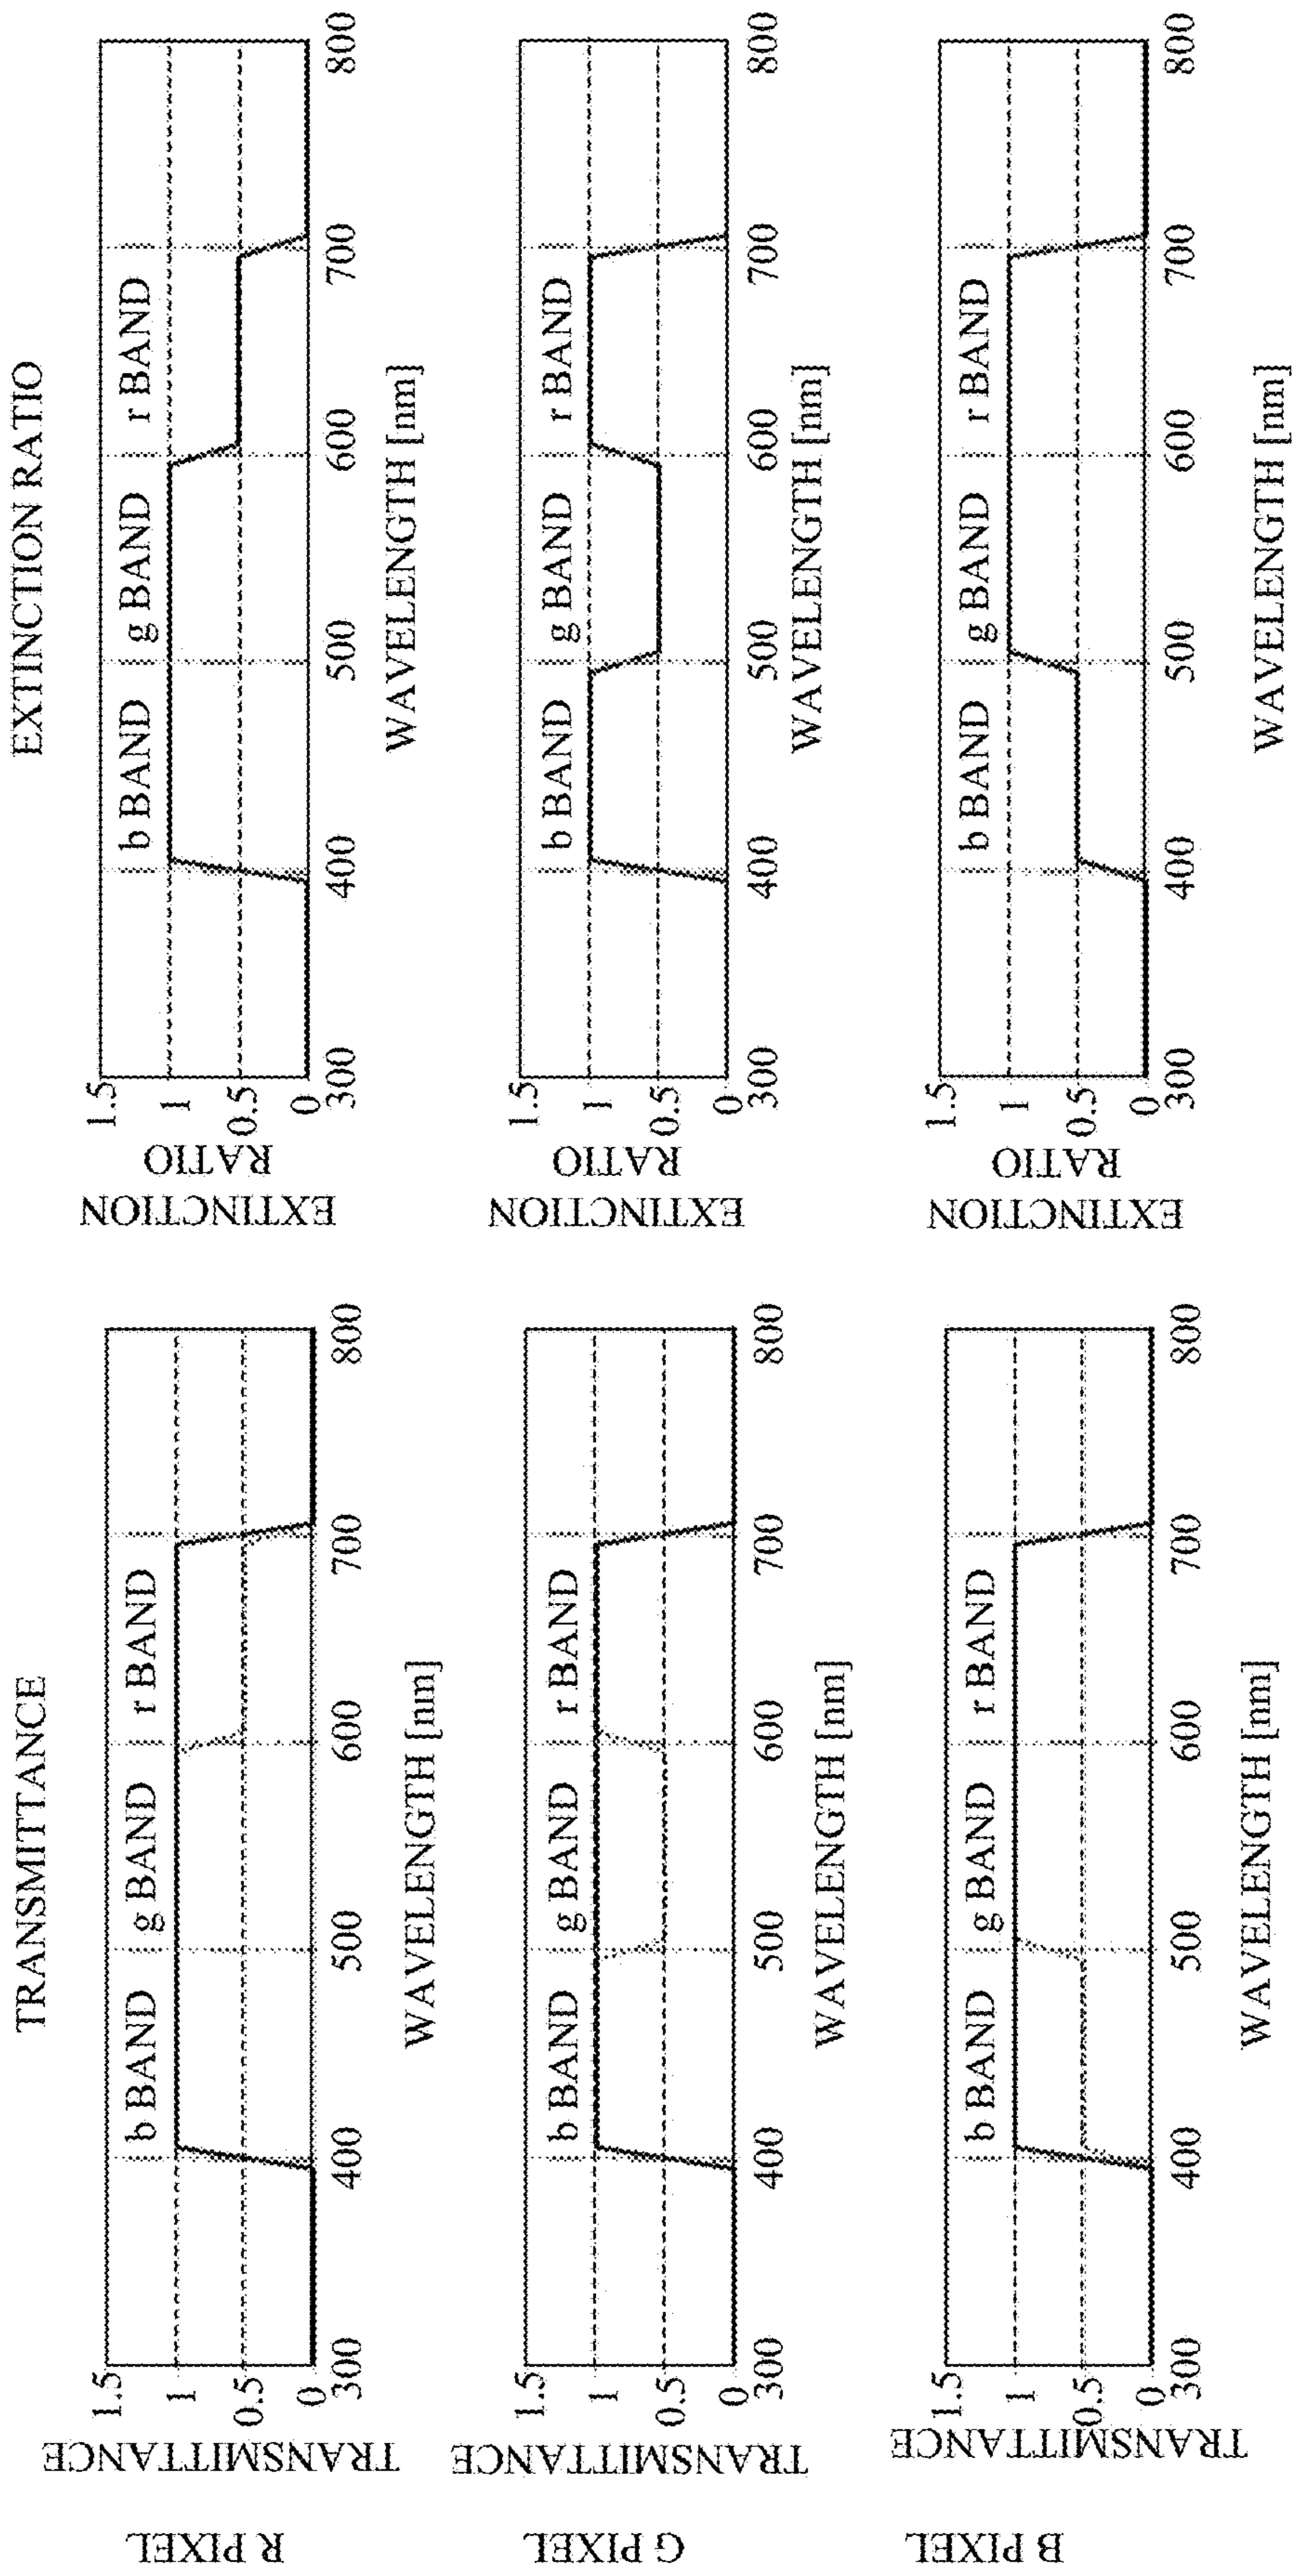 TRANSMITTANCE
EXTINCTION RATIO
R PIXEL
TRANSMITTANCE
1.5
1
0.5
0
b BAND g BAND r BAND
300 400 500 600 700 800
WAVELENGTH [nm]
EXTINCTION
RATIO
1.5
1
0.5
0
b BAND g BAND r BAND
300 400 500 600 700 800
WAVELENGTH [nm]
G PIXEL
TRANSMITTANCE
1.5
1
0.5
0
b BAND g BAND r BAND
300 400 500 600 700 800
WAVELENGTH [nm]
EXTINCTION
RATIO
1.5
1
0.5
0
b BAND g BAND r BAND
300 400 500 600 700 800
WAVELENGTH [nm]
B PIXEL
TRANSMITTANCE
1.5
1
0.5
0
b BAND g BAND r BAND
300 400 500 600 700 800
WAVELENGTH [nm]
EXTINCTION
RATIO
1.5
1
0.5
0
b BAND g BAND r BAND
300 400 500 600 700 800
WAVELENGTH [nm]